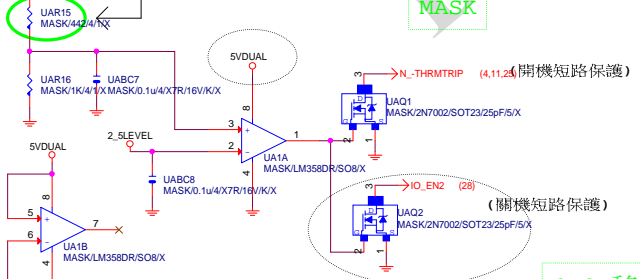 MASK
UAR15
MASK/442/4/1/X
5VDUAL
3
N_-THRMTRIP (4,11,25)
(開機短路保護)
UAR16
MASK/1K/4/1/X
UABC7
MASK/0.1u/4/X7R/16V/K/X
8
UAQ1
MASK/2N7002/SOT23/25pF/5/X
D
G
S
2
1
2_5LEVEL
3
+
2
-
1
4
UA1A
MASK/LM358DR/SO8/X
UABC8
MASK/0.1u/4/X7R/16V/K/X
5VDUAL
8
3
IO_EN2 (28)
(開機短路保護)
D
G
S
UAQ2
MASK/2N7002/SOT23/25pF/5/X
2
1
5
+
6
-
7
4
UA1B
MASK/LM358DR/SO8/X